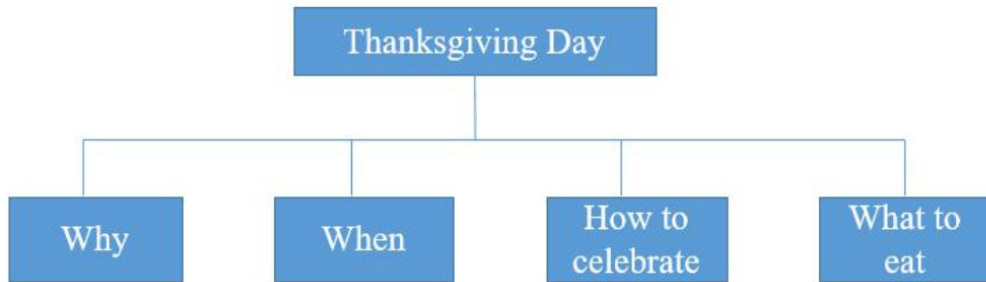 Thanksgiving Day
Why
When
How to
celebrate
What to
eat